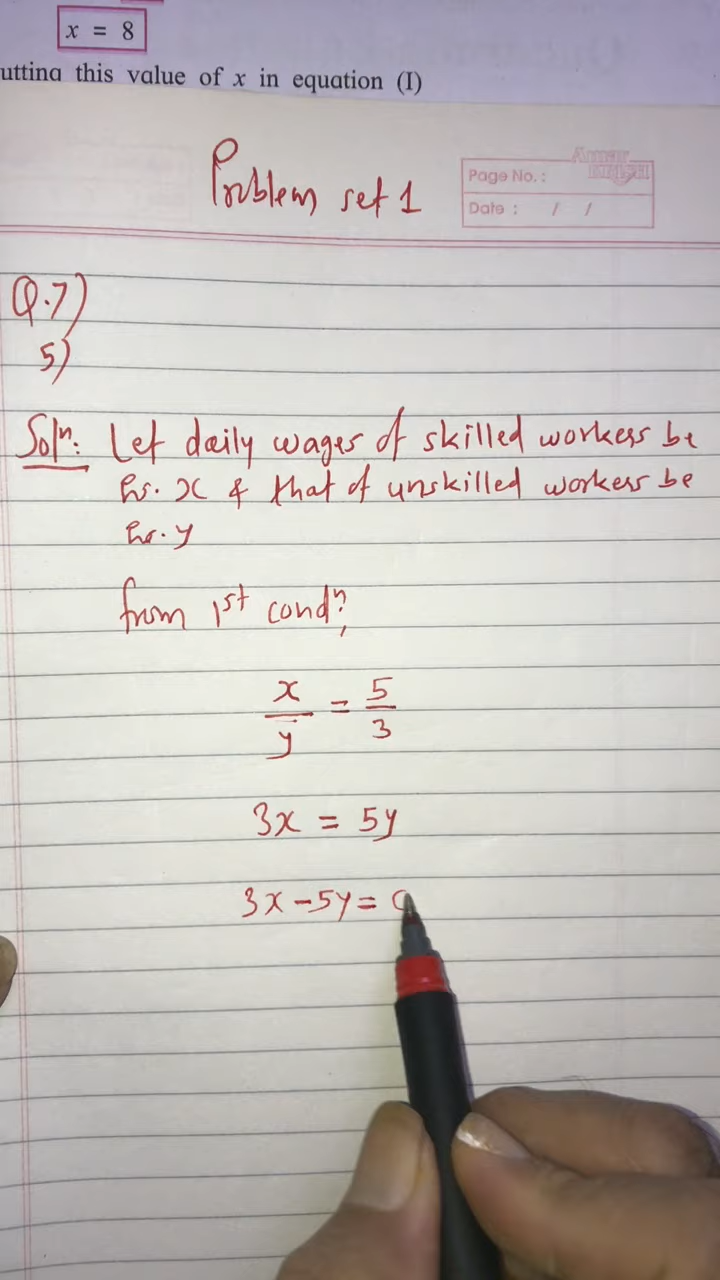 x = 8
utting this value of x in equation (I)
Problem set 1
Page No. :
Date : / /
Q.7)
5)
Solⁿ: Let daily wages of skilled workers be
Rs. x & that of unskilled workers be
Rs. y
from 1st condⁿ,
x/y = 5/3
3x = 5y
3x - 5y =